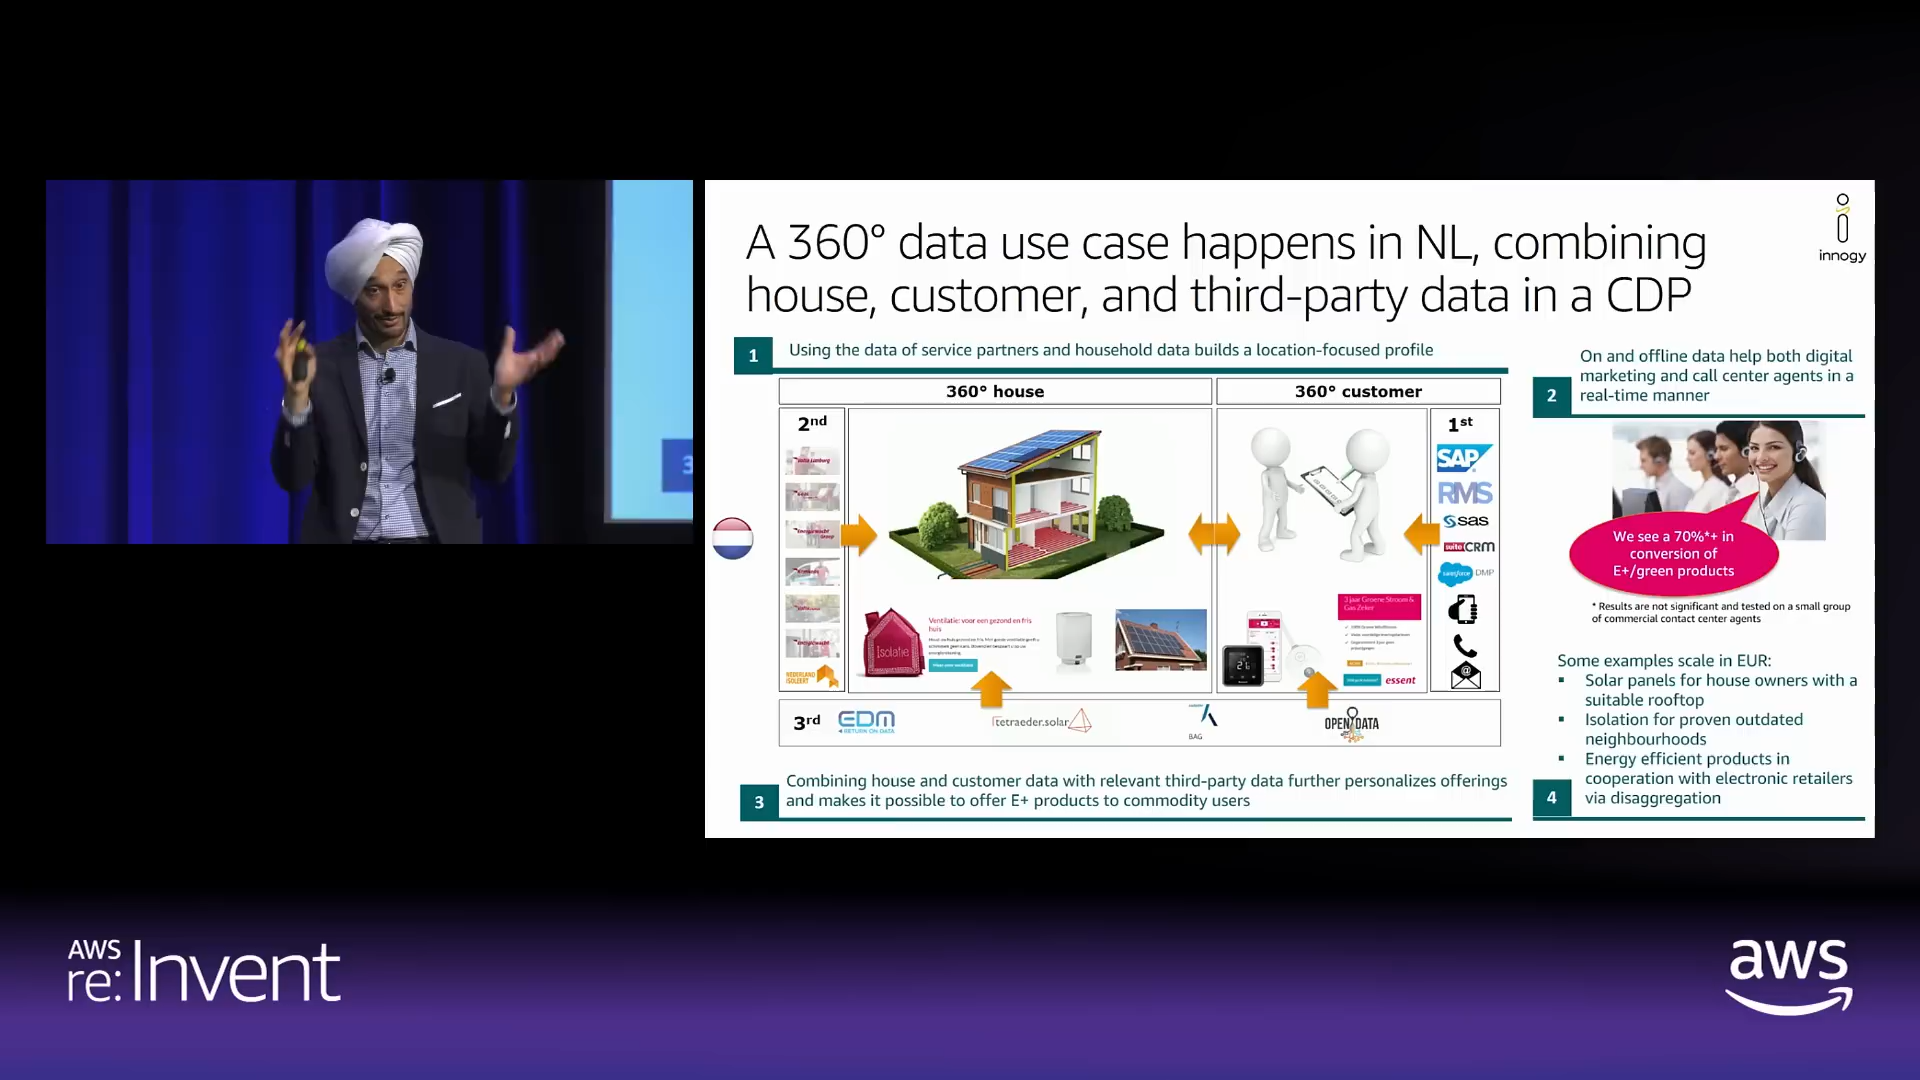 A 360° data use case happens in NL, combining
house, customer, and third-party data in a CDP
innogy
1
Using the data of service partners and household data builds a location-focused profile
360° house
360° customer
2nd
1st
SAP
RMS
sas
suiteCRM
salesforce DMP
NEDERLAND
ISOLEERT
Isolatie
Ventilatie: voor een gezond en fris
huis
3 jaar Groene Stroom &
Gas Zeker
essent
3rd
EDM
RETURN ON DATA
tetraeder.solar
BAG
OPEN DATA
2
On and offline data help both digital
marketing and call center agents in a
real-time manner
We see a 70%*+ in
conversion of
E+/green products
* Results are not significant and tested on a small group
of commercial contact center agents
3
Combining house and customer data with relevant third-party data further personalizes offerings
and makes it possible to offer E+ products to commodity users
Some examples scale in EUR:
▪ Solar panels for house owners with a
suitable rooftop
▪ Isolation for proven outdated
neighbourhoods
▪ Energy efficient products in
cooperation with electronic retailers
via disaggregation
4
3
AWS
re:Invent
aws